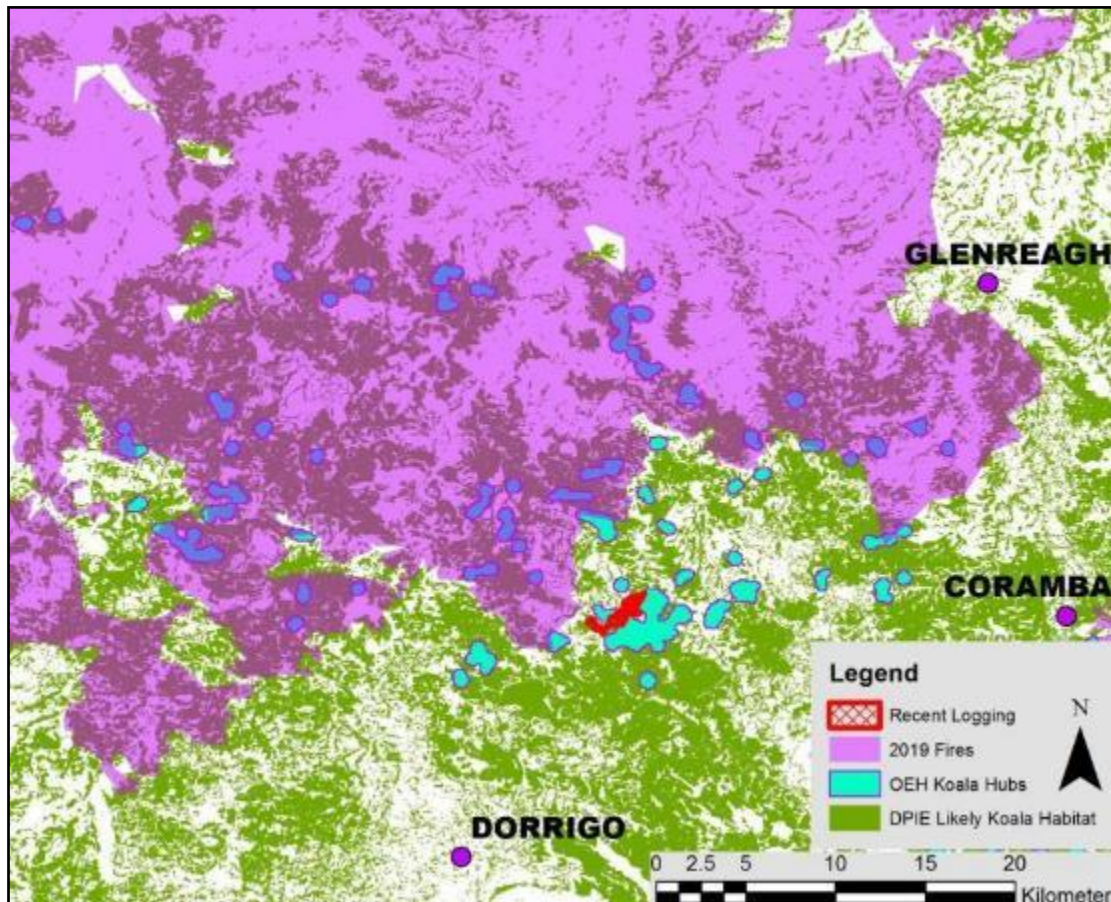 GLENREAGH
CORAMBA
Legend
Recent Logging
2019 Fires
OEH Koala Hubs
DPIE Likely Koala Habitat
N
DORRIGO
0 2.5 5 10 15 20
Kilometer